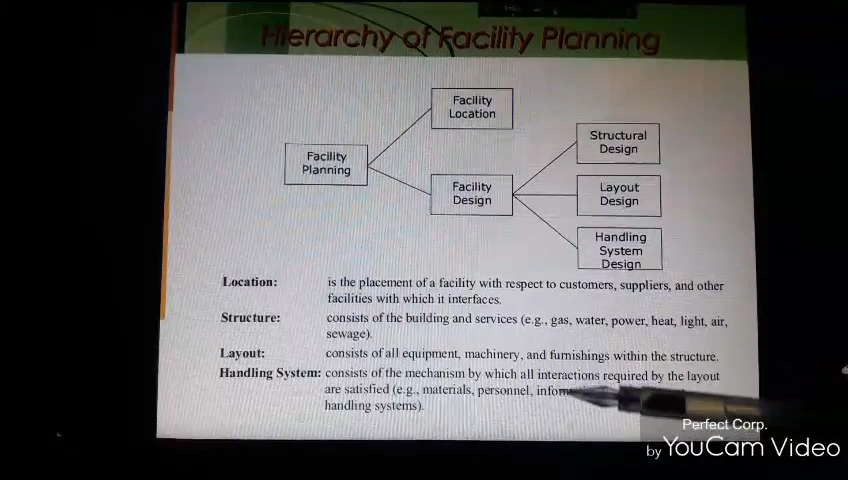 Hierarchy of Facility Planning
Facility
Location
Facility
Planning
Facility
Design
Structural
Design
Layout
Design
Handling
System
Design
Location: is the placement of a facility with respect to customers, suppliers, and other
facilities with which it interfaces.
Structure: consists of the building and services (e.g., gas, water, power, heat, light, air,
sewage).
Layout: consists of all equipment, machinery, and furnishings within the structure.
Handling System: consists of the mechanism by which all interactions required by the layout
are satisfied (e.g., materials, personnel,
handling systems).
Perfect Corp.
by YouCam Video